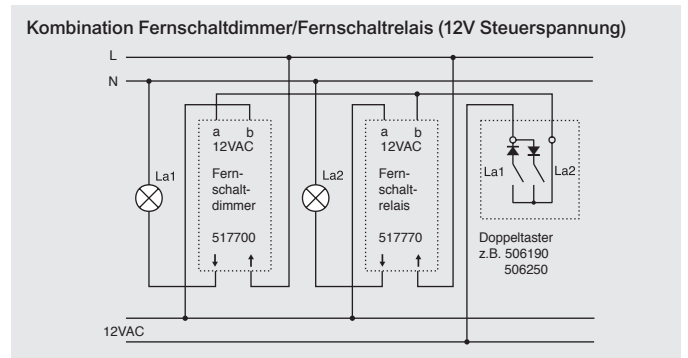 Kombination Fernschaltdimmer/Fernschaltrelais (12V Steuerspannung)
L
N
a b
12VAC
Fern-
schalt-
dimmer
517700
La1
a b
12VAC
Fern-
schalt-
relais
517770
La2
La1 La2
Doppeltaster
z.B. 506190
506250
12VAC